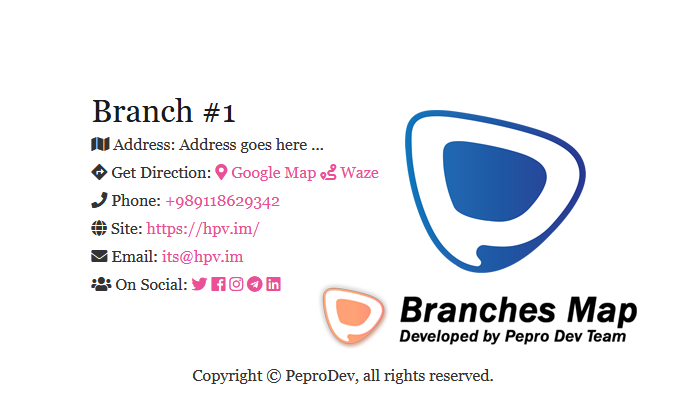 Branch #1
Address: Address goes here ...
Get Direction: Google Map Waze
Phone: +989118629342
Site: https://hpv.im/
Email: its@hpv.im
On Social:
Branches Map
Developed by Pepro Dev Team
Copyright © PeproDev, all rights reserved.